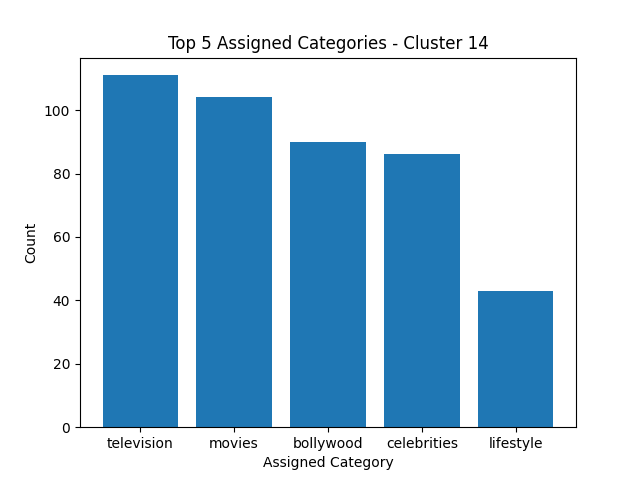 Top 5 Assigned Categories - Cluster 14
Count
100
80
60
40
20
0
television movies bollywood celebrities lifestyle
Assigned Category